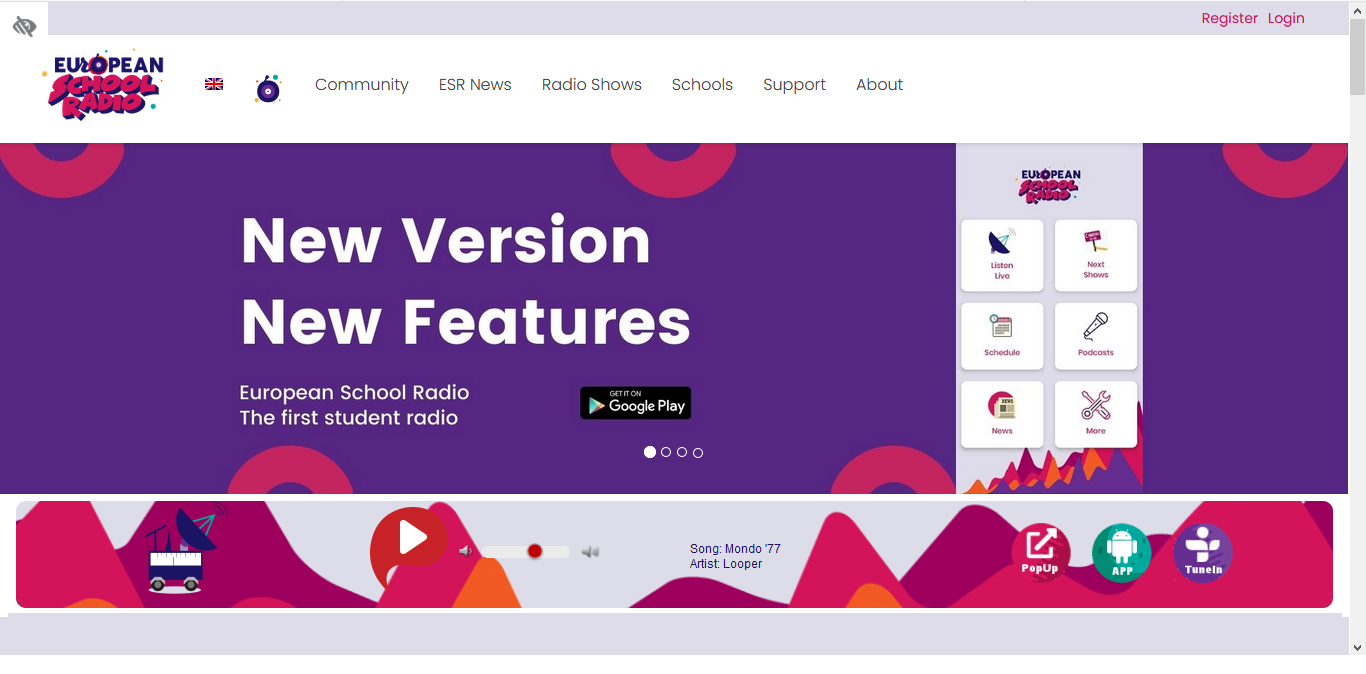 Register Login
EUROPEAN
SCHOOL
RADIO
Community ESR News Radio Shows Schools Support About
New Version
New Features
European School Radio
The first student radio
GET IT ON
Google Play
EUROPEAN
SCHOOL
RADIO
Listen
Live
Next
Shows
Schedule
Podcasts
NEWS
News
More
Song: Mondo '77
Artist: Looper
PopUp
APP
TuneIn